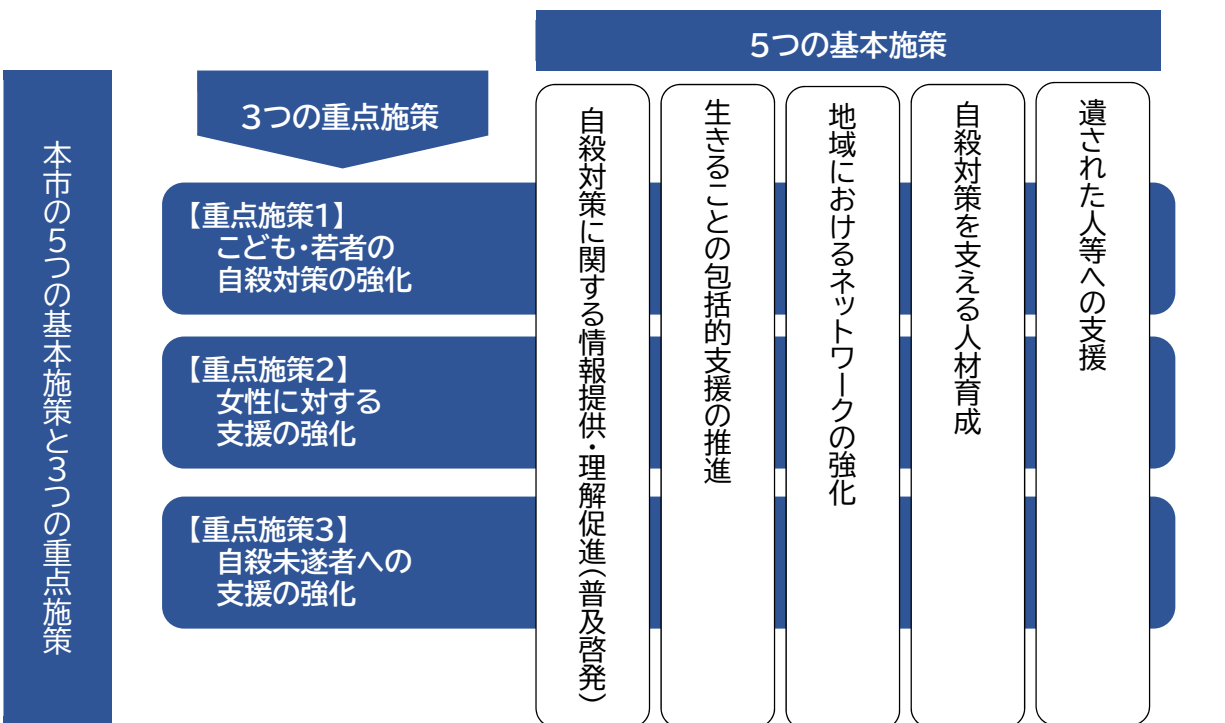 本市の5つの基本施策と3つの重点施策
3つの重点施策
5つの基本施策
【重点施策1】
こども・若者の
自殺対策の強化
【重点施策2】
女性に対する
支援の強化
【重点施策3】
自殺未遂者への
支援の強化
自殺対策に関する情報提供・理解促進(普及啓発)
生きることの包括的支援の推進
地域におけるネットワークの強化
自殺対策を支える人材育成
遺された人等への支援